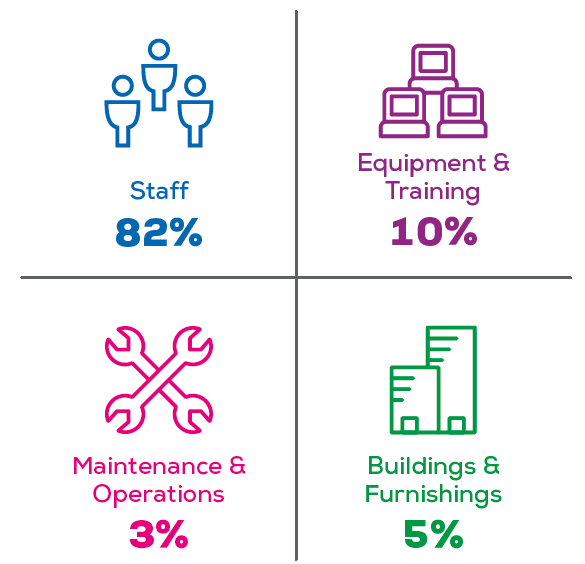 Staff
82%
Equipment &
Training
10%
Maintenance &
Operations
3%
Buildings &
Furnishings
5%